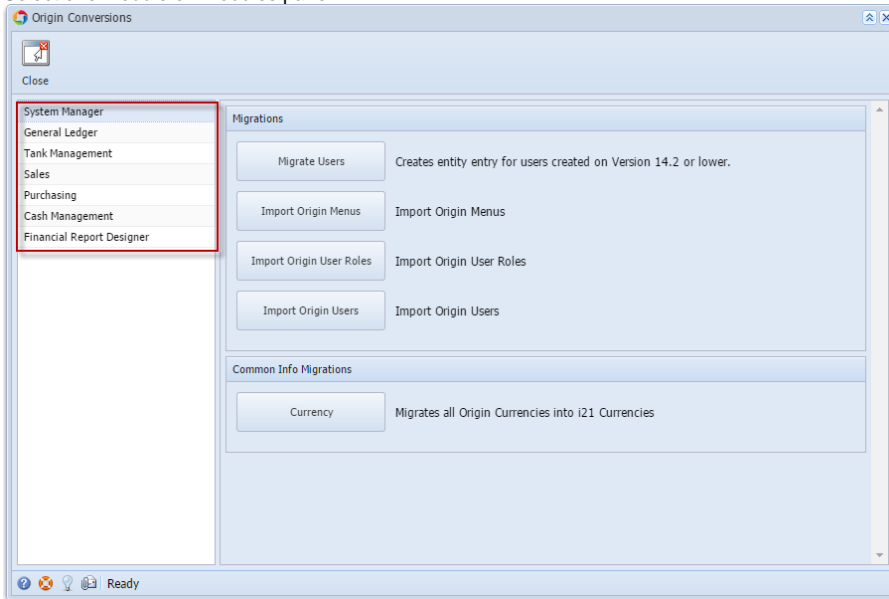 Origin Conversions
Close
System Manager
General Ledger
Tank Management
Sales
Purchasing
Cash Management
Financial Report Designer
Migrations
Migrate Users
Creates entity entry for users created on Version 14.2 or lower.
Import Origin Menus
Import Origin Menus
Import Origin User Roles
Import Origin User Roles
Import Origin Users
Import Origin Users
Common Info Migrations
Currency
Migrates all Origin Currencies into i21 Currencies
Ready